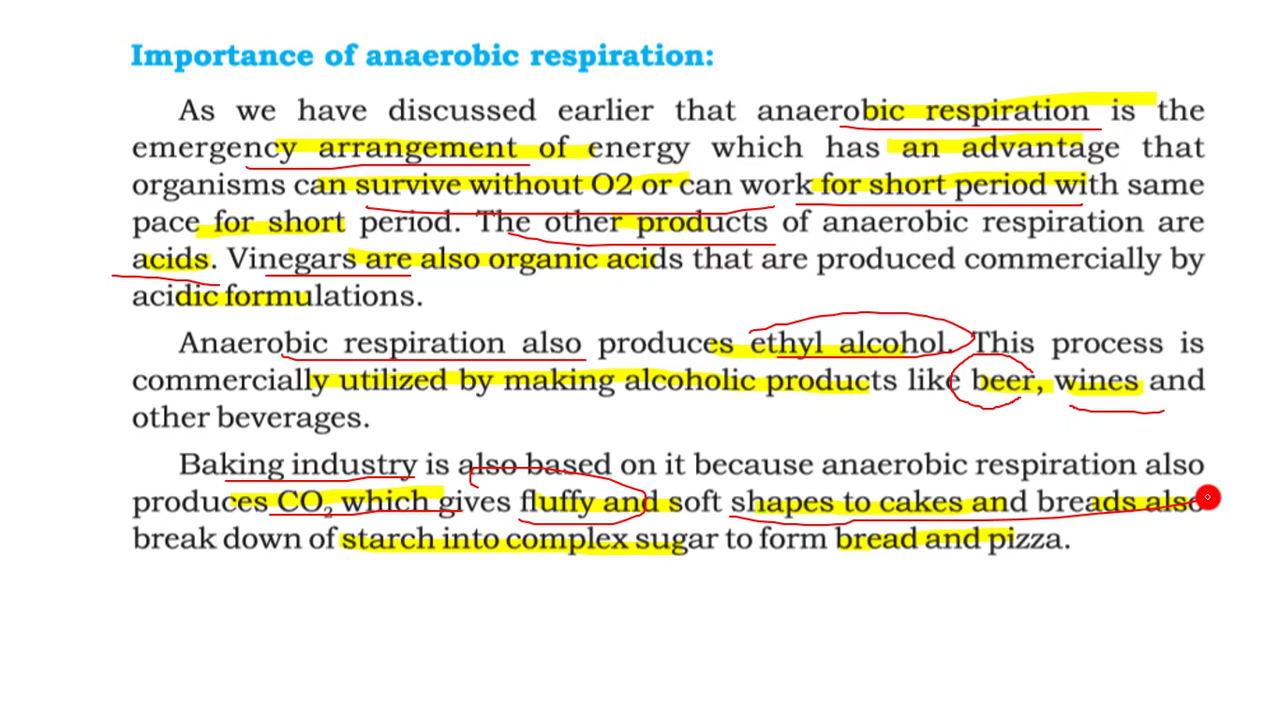 Importance of anaerobic respiration:
As we have discussed earlier that anaerobic respiration is the
emergency arrangement of energy which has an advantage that
organisms can survive without O2 or can work for short period with same
pace for short period. The other products of anaerobic respiration are
acids. Vinegars are also organic acids that are produced commercially by
acidic formulations.
Anaerobic respiration also produces ethyl alcohol. This process is
commercially utilized by making alcoholic products like beer, wines and
other beverages.
Baking industry is also based on it because anaerobic respiration also
produces CO₂ which gives fluffy and soft shapes to cakes and breads also
break down of starch into complex sugar to form bread and pizza.